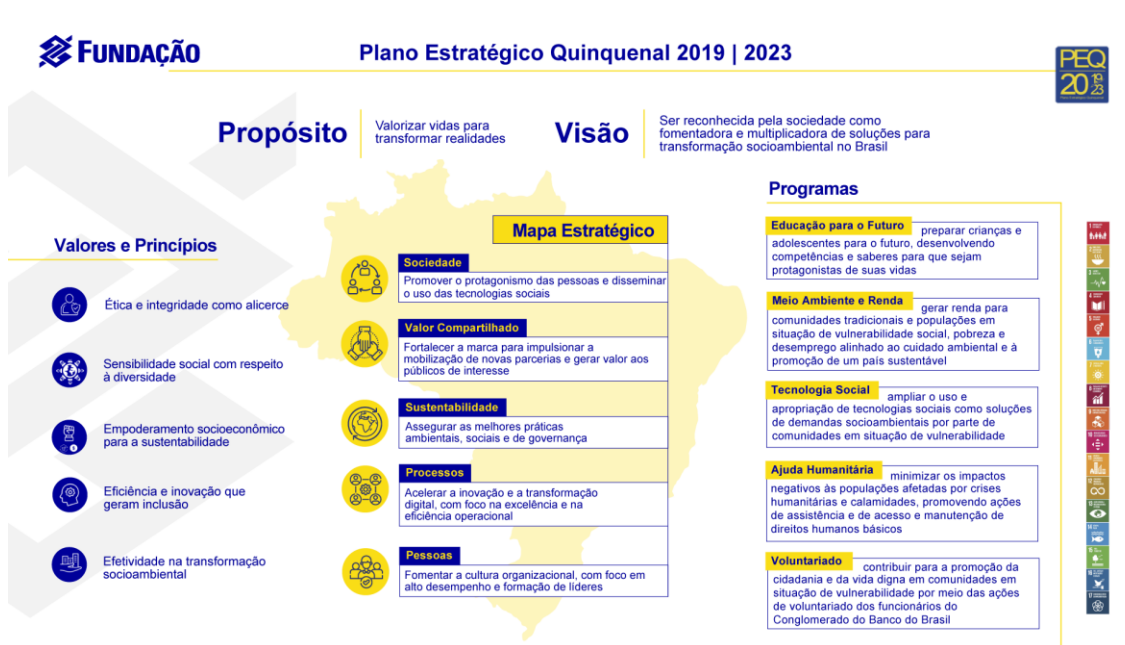 FUNDAÇÃO
Plano Estratégico Quinquenal 2019 | 2023
PEQ
2019
23
Propósito
Valorizar vidas para
transformar realidades
Visão
Ser reconhecida pela sociedade como
fomentadora e multiplicadora de soluções para
transformação socioambiental no Brasil
Valores e Princípios
Ética e integridade como alicerce
Sensibilidade social com respeito
à diversidade
Empoderamento socioeconômico
para a sustentabilidade
Eficiência e inovação que
geram inclusão
Efetividade na transformação
socioambiental
Mapa Estratégico
Sociedade
Promover o protagonismo das pessoas e disseminar
o uso das tecnologias sociais
Valor Compartilhado
Fortalecer a marca para impulsionar a
mobilização de novas parcerias e gerar valor aos
públicos de interesse
Sustentabilidade
Assegurar as melhores práticas
ambientais, sociais e de governança
Processos
Acelerar a inovação e a transformação
digital, com foco na excelência e na
eficiência operacional
Pessoas
Fomentar a cultura organizacional, com foco em
alto desempenho e formação de líderes
Programas
Educação para o Futuro preparar crianças e
adolescentes para o futuro, desenvolvendo
competências e saberes para que sejam
protagonistas de suas vidas
Meio Ambiente e Renda gerar renda para
comunidades tradicionais e populações em
situação de vulnerabilidade social, pobreza e
desemprego alinhado ao cuidado ambiental e à
promoção de um país sustentável
Tecnologia Social ampliar o uso e
apropriação de tecnologias sociais como soluções
de demandas socioambientais por parte de
comunidades em situação de vulnerabilidade
Ajuda Humanitária minimizar os impactos
negativos às populações afetadas por crises
humanitárias e calamidades, promovendo ações
de assistência e de acesso e manutenção de
direitos humanos básicos
Voluntariado contribuir para a promoção da
cidadania e da vida digna em comunidades em
situação de vulnerabilidade por meio das ações
de voluntariado dos funcionários do
Conglomerado do Banco do Brasil